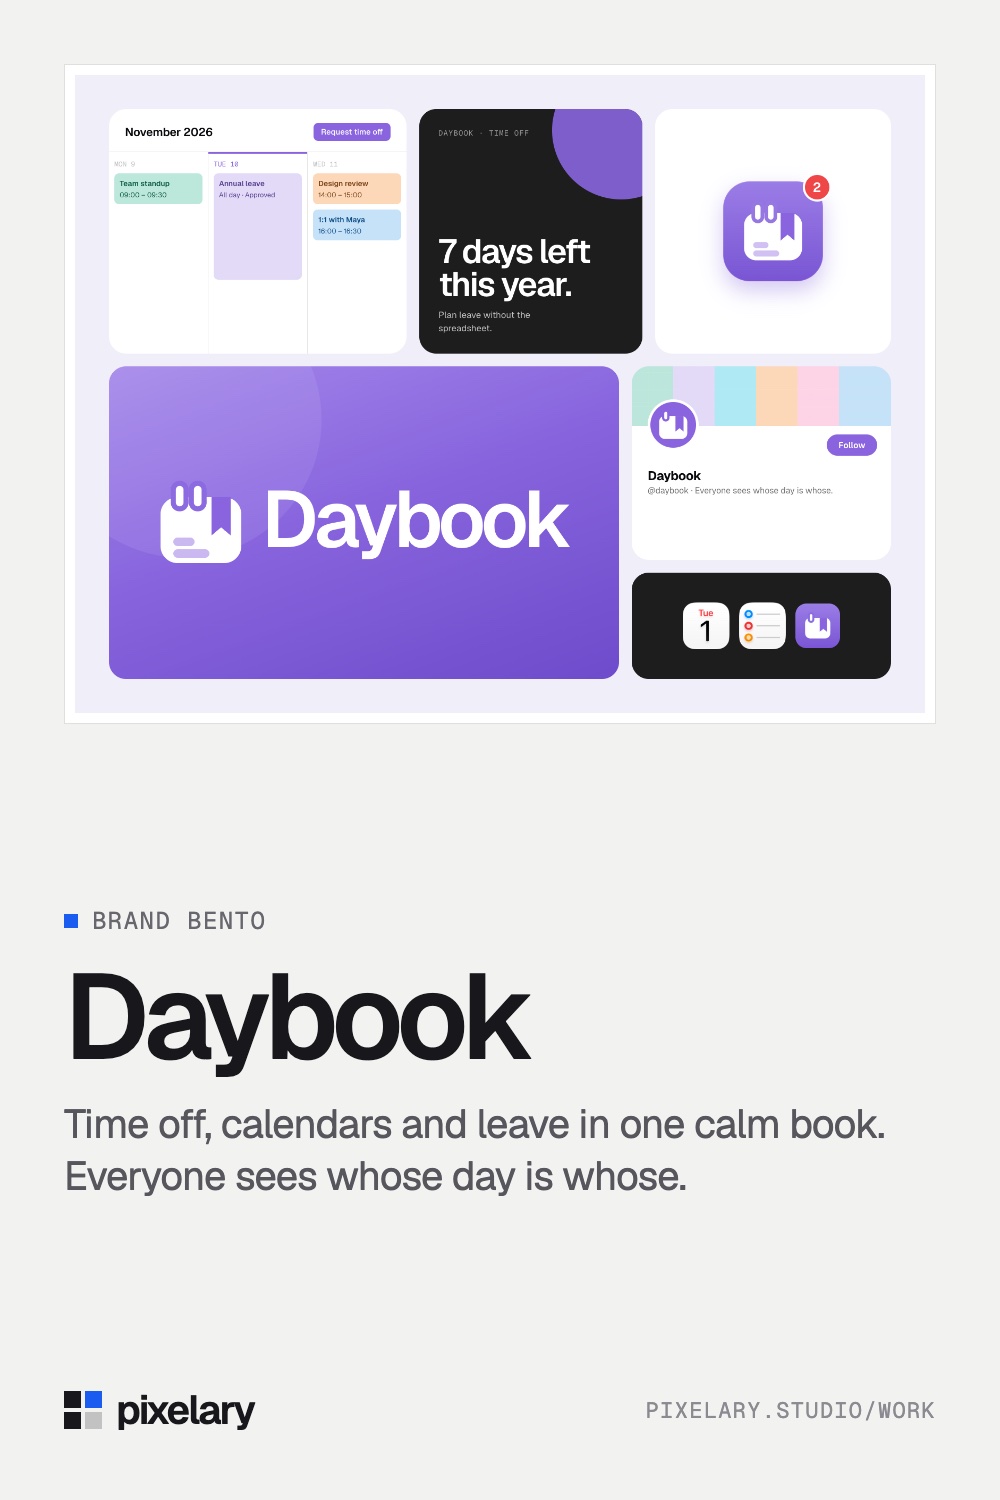 November 2026
Request time off
MON 9
TUE 10
WED 11
Team standup
09:00 – 09:30
Annual leave
All day · Approved
Design review
14:00 – 15:00
1:1 with Maya
16:00 – 16:30
DAYBOOK · TIME OFF
7 days left
this year.
Plan leave without the
spreadsheet.
2
Daybook
Follow
Daybook
@daybook · Everyone sees whose day is whose.
Tue
1
BRAND BENTO
Daybook
Time off, calendars and leave in one calm book.
Everyone sees whose day is whose.
pixelary
PIXELARY.STUDIO/WORK